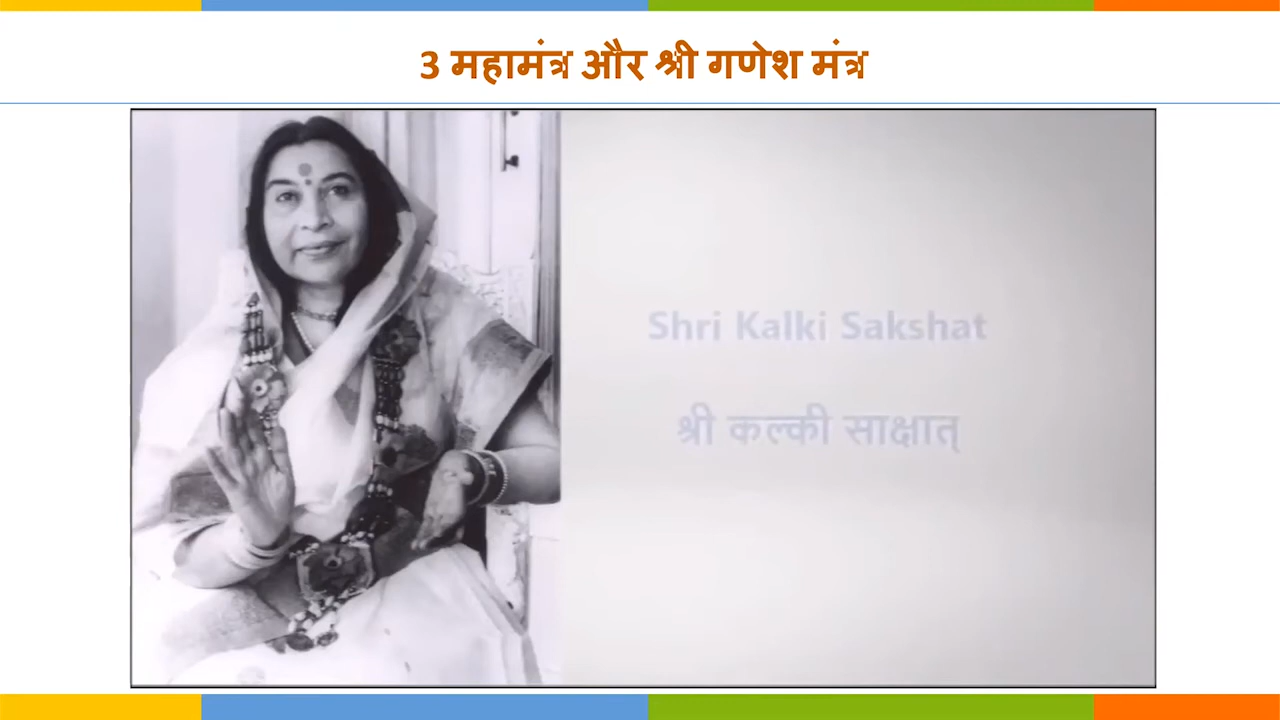 3 महामंत्र और श्री गणेश मंत्र
Shri Kalki Sakshat
श्री कल्की साक्षात्